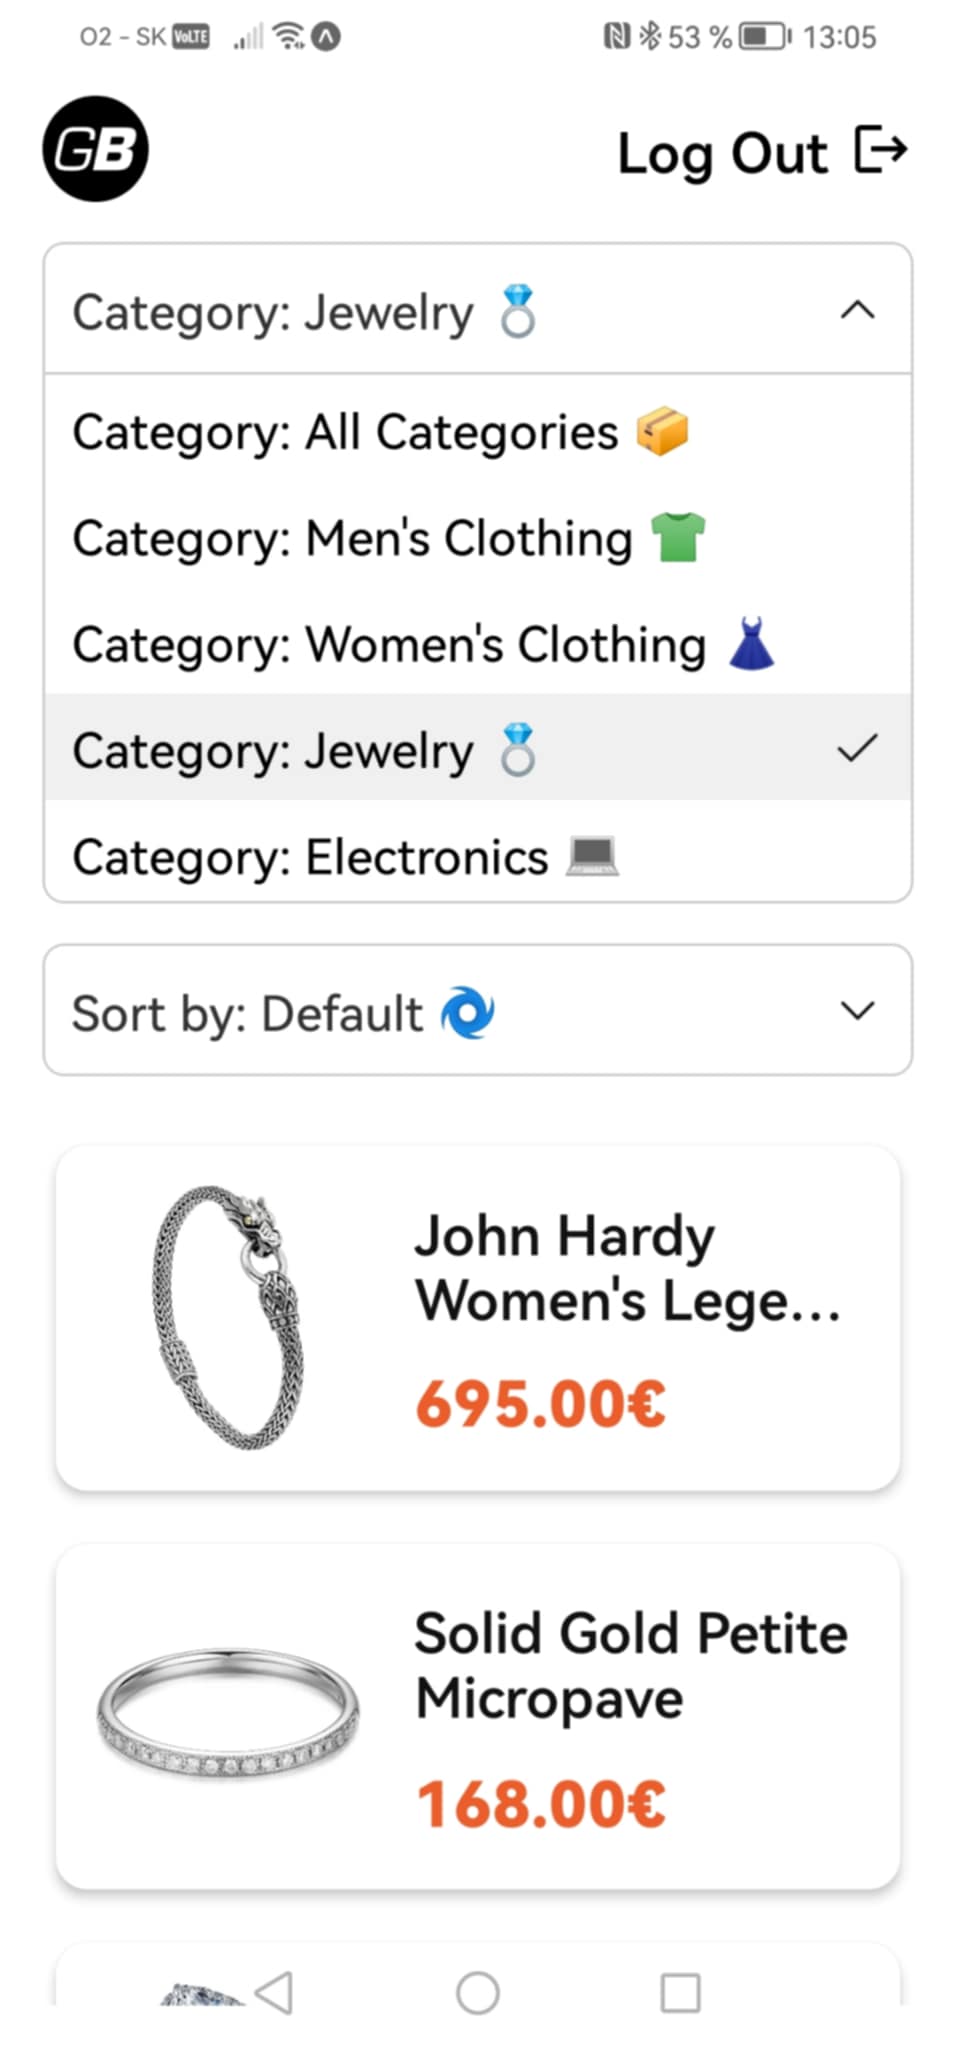 O2 - SK VoLTE 53 % 13:05
GB
Log Out
Category: Jewelry
Category: All Categories
Category: Men's Clothing
Category: Women's Clothing
Category: Jewelry
Category: Electronics
Sort by: Default
John Hardy
Women's Lege...
695.00€
Solid Gold Petite
Micropave
168.00€